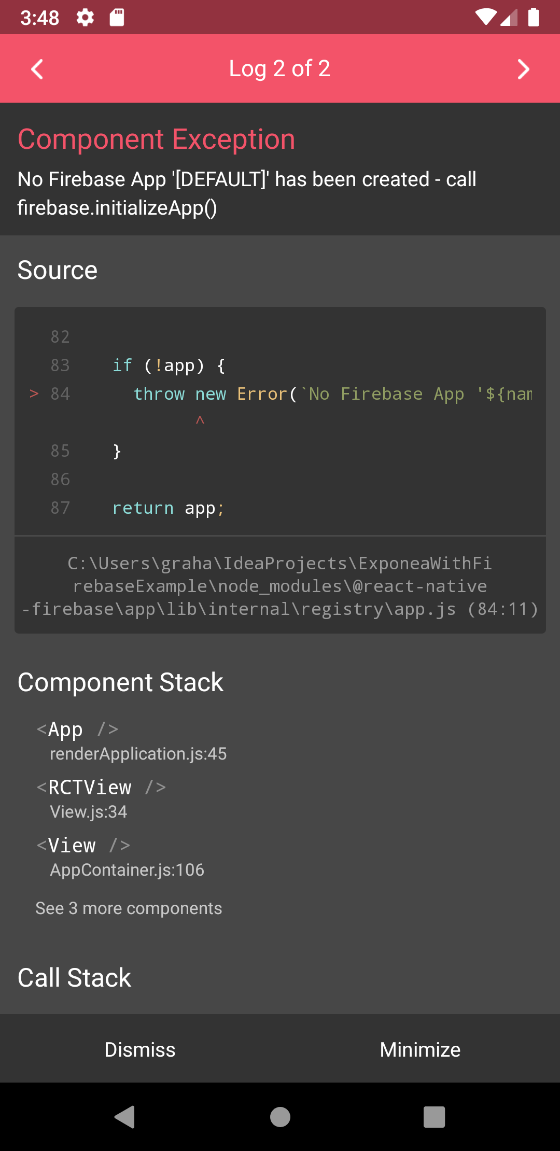 3:48
Log 2 of 2
Component Exception
No Firebase App '[DEFAULT]' has been created - call
firebase.initializeApp()
Source
82
83 if (!app) {
> 84 throw new Error(`No Firebase App '${nam
^
85 }
86
87 return app;
C:\Users\graha\IdeaProjects\ExponeaWithFi
rebaseExample\node_modules\@react-native
-firebase\app\lib\internal\registry\app.js (84:11)
Component Stack
<App />
renderApplication.js:45
<RCTView />
View.js:34
<View />
AppContainer.js:106
See 3 more components
Call Stack
Dismiss Minimize